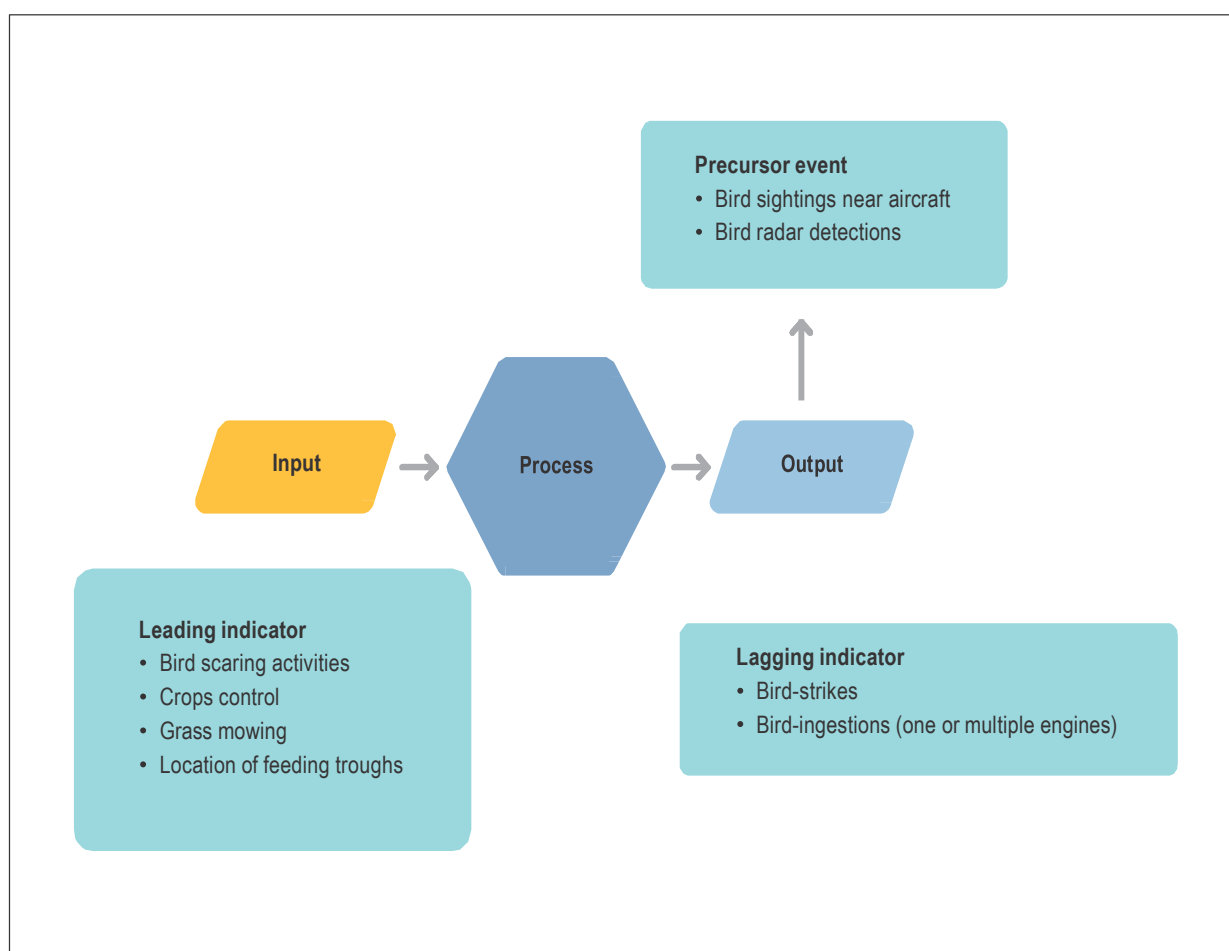 Precursor event
• Bird sightings near aircraft
• Bird radar detections
Input
Process
Output
Leading indicator
• Bird scaring activities
• Crops control
• Grass mowing
• Location of feeding troughs
Lagging indicator
• Bird-strikes
• Bird-ingestions (one or multiple engines)